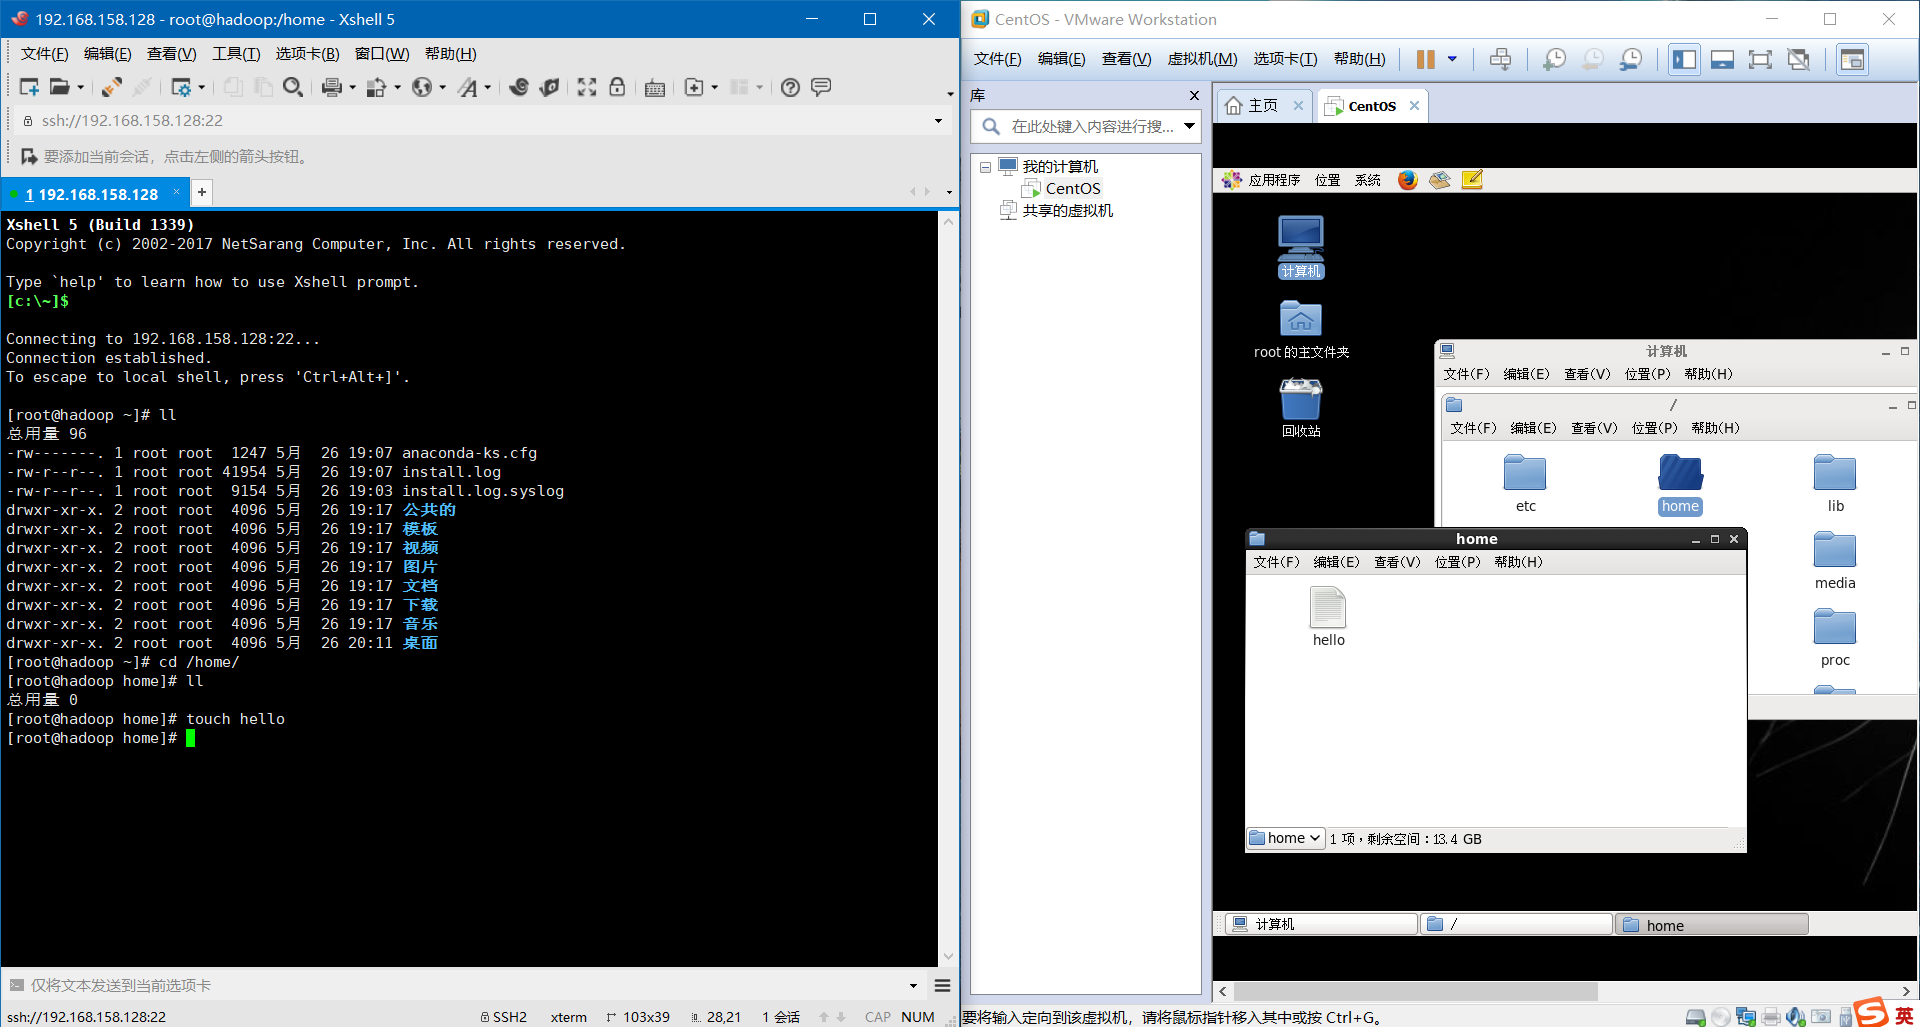 192.168.158.128 - root@hadoop:/home - Xshell 5
文件(F) 编辑(E) 查看(V) 工具(T) 选项卡(B) 窗口(W) 帮助(H)
ssh://192.168.158.128:22
要添加当前会话，点击左侧的箭头按钮。
1 192.168.158.128
+
Xshell 5 (Build 1339)
Copyright (c) 2002-2017 NetSarang Computer, Inc. All rights reserved.
Type `help' to learn how to use Xshell prompt.
[c:\~]$
Connecting to 192.168.158.128:22...
Connection established.
To escape to local shell, press 'Ctrl+Alt+]'.
[root@hadoop ~]# ll
总用量 96
-rw-------. 1 root root  1247 5月  26 19:07 anaconda-ks.cfg
-rw-r--r--. 1 root root 41954 5月  26 19:07 install.log
-rw-r--r--. 1 root root  9154 5月  26 19:03 install.log.syslog
drwxr-xr-x. 2 root root  4096 5月  26 19:17 公共的
drwxr-xr-x. 2 root root  4096 5月  26 19:17 模板
drwxr-xr-x. 2 root root  4096 5月  26 19:17 视频
drwxr-xr-x. 2 root root  4096 5月  26 19:17 图片
drwxr-xr-x. 2 root root  4096 5月  26 19:17 文档
drwxr-xr-x. 2 root root  4096 5月  26 19:17 下载
drwxr-xr-x. 2 root root  4096 5月  26 19:17 音乐
drwxr-xr-x. 2 root root  4096 5月  26 20:11 桌面
[root@hadoop ~]# cd /home/
[root@hadoop home]# ll
总用量 0
[root@hadoop home]# touch hello
[root@hadoop home]#
仅将文本发送到当前选项卡
ssh://192.168.158.128:22 SSH2 xterm 103x39 28,21 1 会话 CAP NUM
CentOS - VMware Workstation
文件(F) 编辑(E) 查看(V) 虚拟机(M) 选项卡(T) 帮助(H)
库
在此处键入内容进行搜...
我的计算机
CentOS
共享的虚拟机
主页
CentOS
应用程序 位置 系统
计算机
root 的主文件夹
回收站
计算机
文件(F) 编辑(E) 查看(V) 位置(P) 帮助(H)
/
文件(F) 编辑(E) 查看(V) 位置(P) 帮助(H)
etc
home
lib
media
proc
home
文件(F) 编辑(E) 查看(V) 位置(P) 帮助(H)
hello
home 1 项，剩余空间：13.4 GB
计算机
/
home
要将输入定向到该虚拟机，请将鼠标指针移入其中或按 Ctrl+G。
S 英